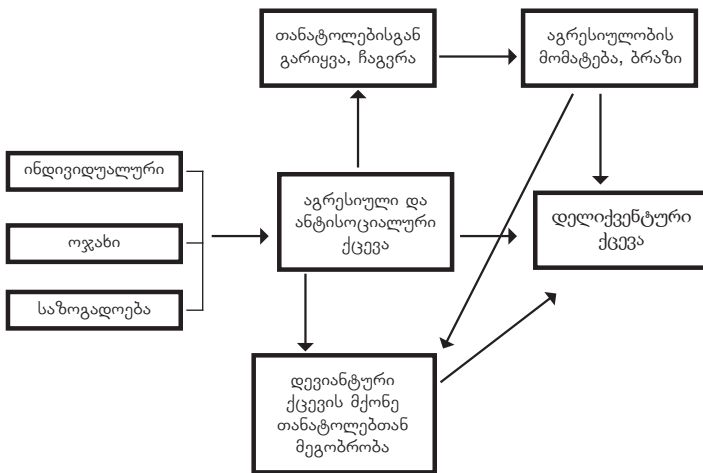 თანატოლებისგან
გარიყვა, ჩაგვრა
აგრესიულობის
მომატება, ბრაზი
ინდივიდუალური
ოჯახი
საზოგადოება
აგრესიული და
ანტისოციალური
ქცევა
დელიქვენტური
ქცევა
დევიანტური
ქცევის მქონე
თანატოლებთან
მეგობრობა